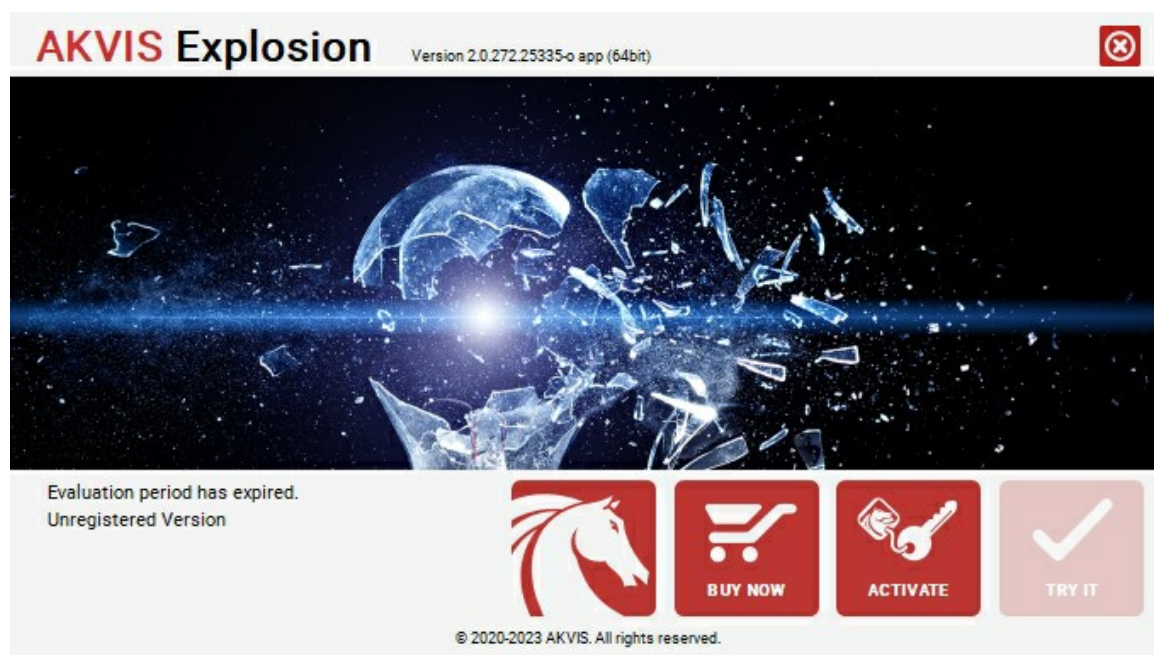 AKVIS Explosion Version 2.0.272.25335-o app (64bit)
Evaluation period has expired.
Unregistered Version
BUY NOW ACTIVATE TRY IT
© 2020-2023 AKVIS. All rights reserved.